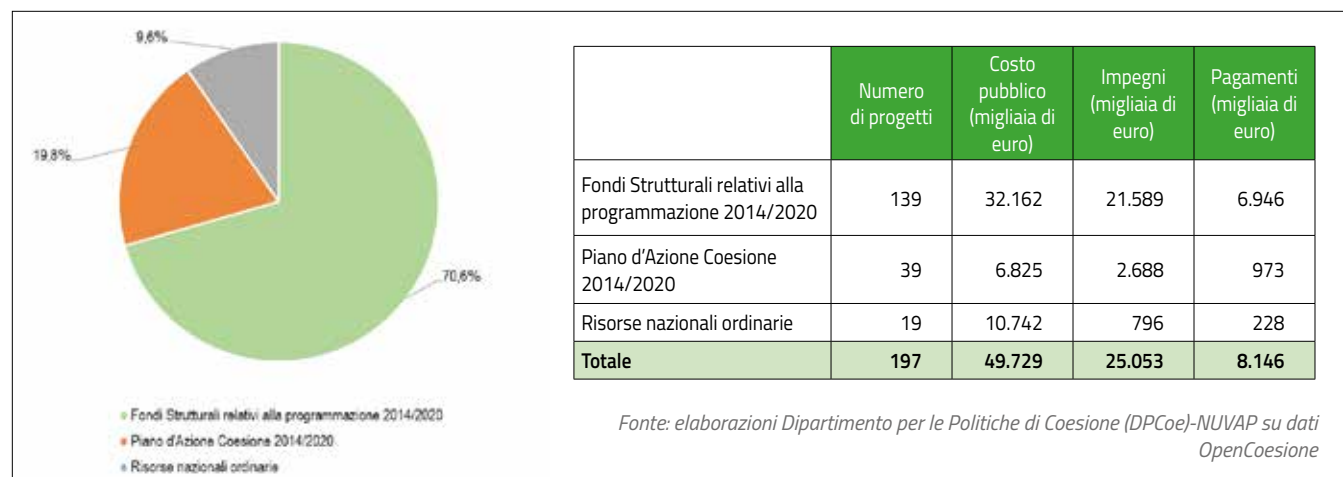 9,6%
19,8%
70,6%
Fondi Strutturali relativi alla programmazione 2014/2020
Piano d'Azione Coesione 2014/2020
Risorse nazionali ordinarie
Numero
di progetti
Costo
pubblico
(migliaia di
euro)
Impegni
(migliaia di
euro)
Pagamenti
(migliaia di
euro)
Fondi Strutturali relativi alla
programmazione 2014/2020
139
32.162
21.589
6.946
Piano d’Azione Coesione
2014/2020
39
6.825
2.688
973
Risorse nazionali ordinarie
19
10.742
796
228
Totale
197
49.729
25.053
8.146
Fonte: elaborazioni Dipartimento per le Politiche di Coesione (DPCoe)-NUVAP su dati
OpenCoesione